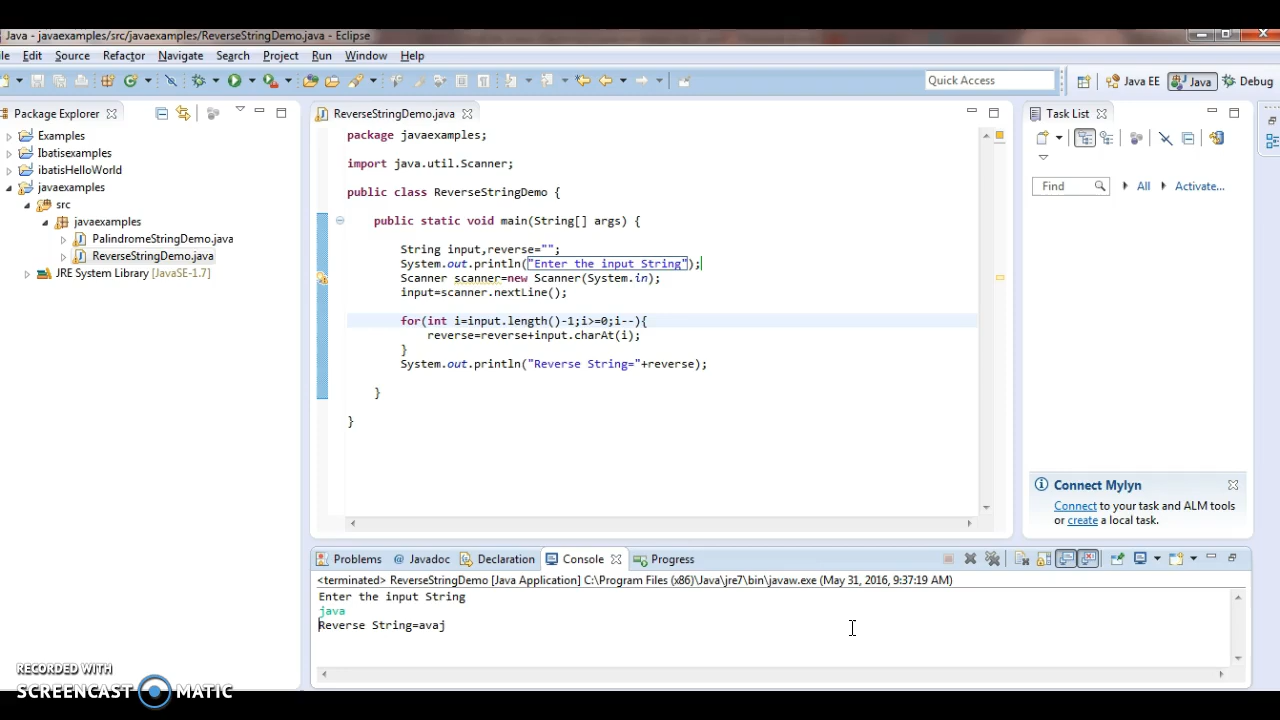 Java - javaexamples/src/javaexamples/ReverseStringDemo.java - Eclipse
ile Edit Source Refactor Navigate Search Project Run Window Help
Quick Access Java EE Java Debug
Package Explorer
Examples
Ibatisexamples
ibatisHelloWorld
javaexamples
src
javaexamples
PalindromeStringDemo.java
ReverseStringDemo.java
JRE System Library [JavaSE-1.7]
ReverseStringDemo.java
package javaexamples;
import java.util.Scanner;
public class ReverseStringDemo {
public static void main(String[] args) {
String input,reverse="";
System.out.println("Enter the input String");
Scanner scanner=new Scanner(System.in);
input=scanner.nextLine();
for(int i=input.length()-1;i>=0;i--){
reverse=reverse+input.charAt(i);
}
System.out.println("Reverse String="+reverse);
}
}
Task List
Find All Activate...
Connect Mylyn
Connect to your task and ALM tools
or create a local task.
Problems @ Javadoc Declaration Console Progress
<terminated> ReverseStringDemo [Java Application] C:\Program Files (x86)\Java\jre7\bin\javaw.exe (May 31, 2016, 9:37:19 AM)
Enter the input String
java
Reverse String=avaj
RECORDED WITH
SCREENCAST MATIC